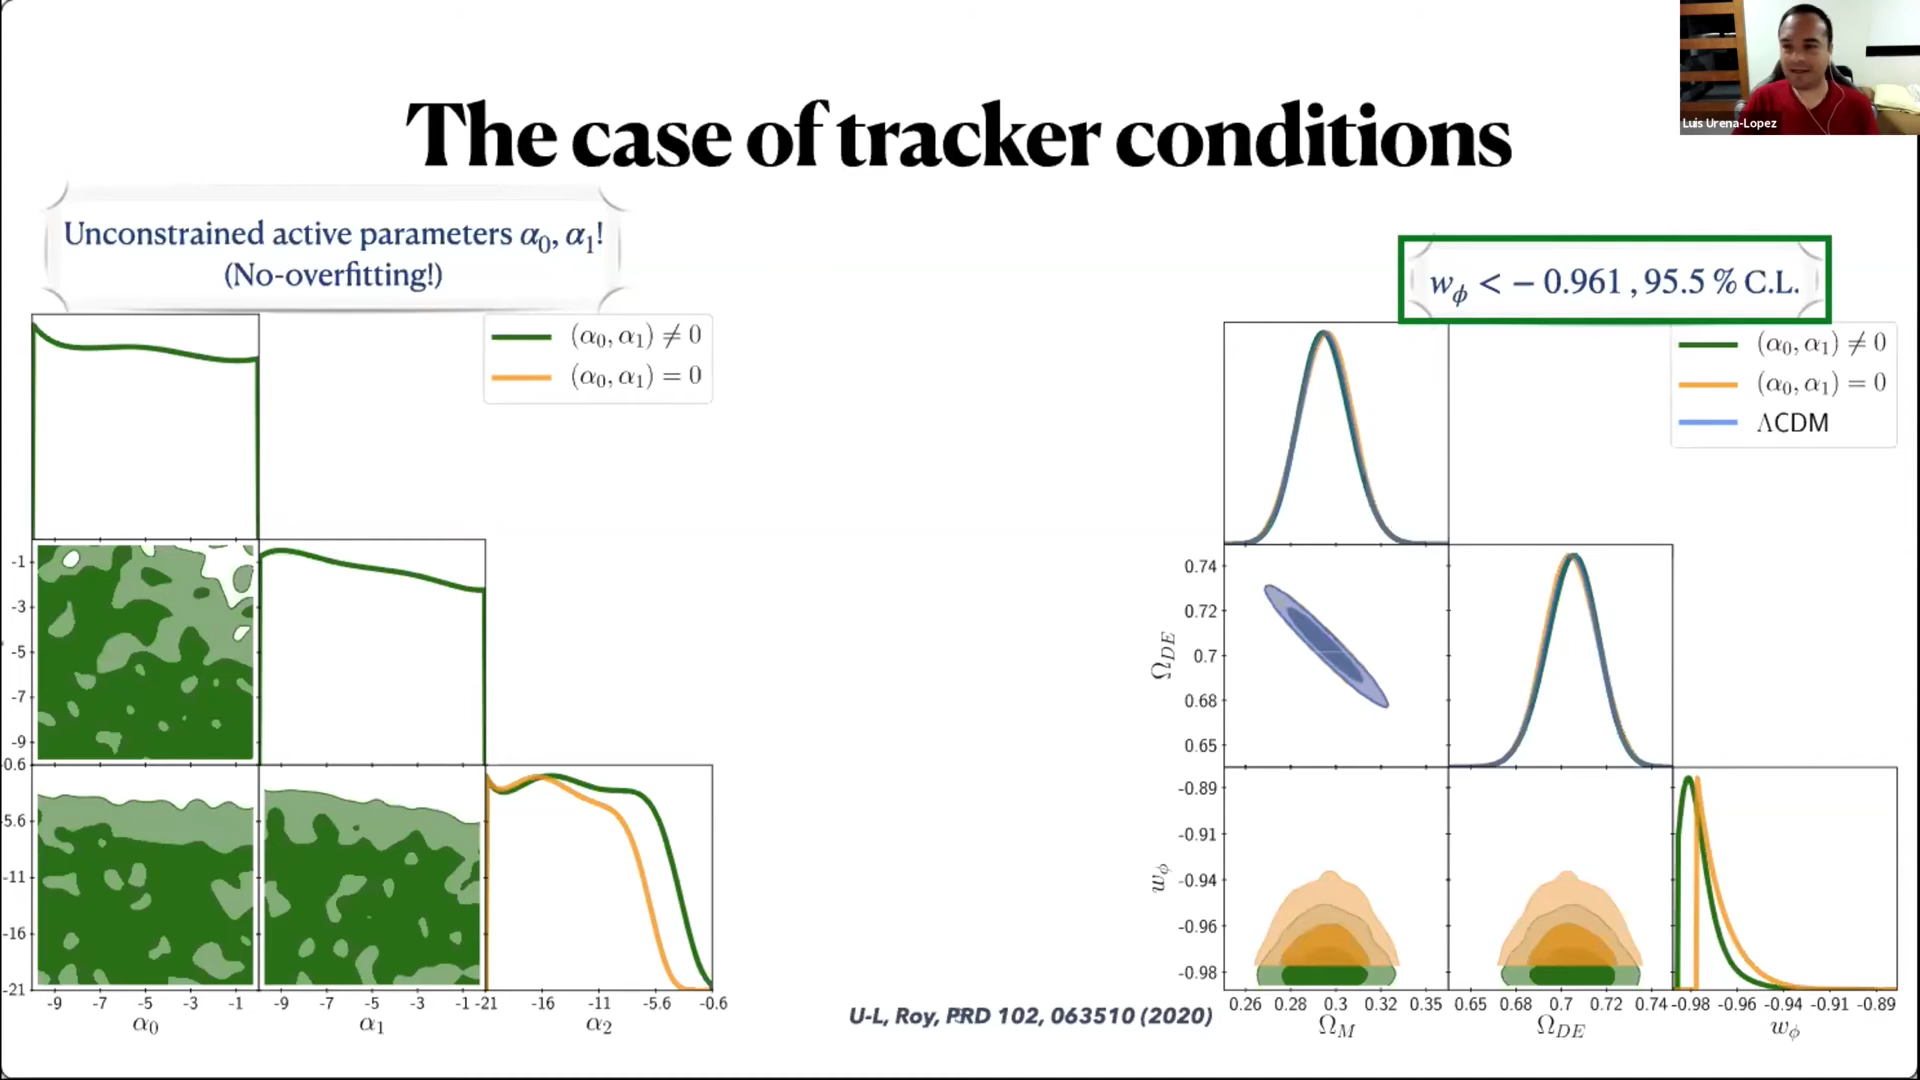 Luis Urena-Lopez
The case of tracker conditions
Unconstrained active parameters α₀, α₁!
(No-overfitting!)
w_ϕ < − 0.961 , 95.5 % C.L.
(α₀, α₁) ≠ 0
(α₀, α₁) = 0
(α₀, α₁) ≠ 0
(α₀, α₁) = 0
ΛCDM
-1
-3
-5
-7
-9
-0.6
-5.6
-11
-16
-21
-9 -7 -5 -3 -1
α₀
-9 -7 -5 -3 -1
α₁
-21 -16 -11 -5.6 -0.6
α₂
0.74
0.72
0.7
0.68
0.65
Ω_DE
-0.89
-0.91
-0.94
-0.96
-0.98
w_ϕ
0.26 0.28 0.3 0.32 0.35
Ω_M
0.65 0.68 0.7 0.72 0.74
Ω_DE
-0.98 -0.96 -0.94 -0.91 -0.89
w_ϕ
U-L, Roy, PRD 102, 063510 (2020)